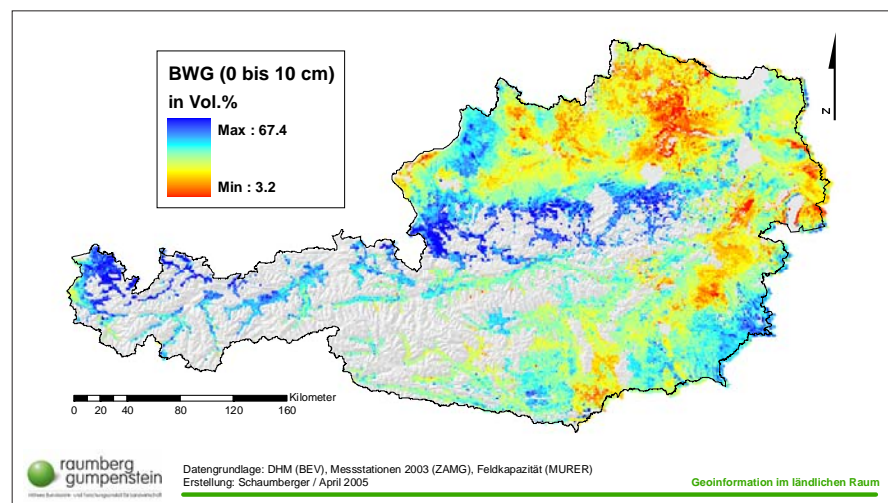 BWG (0 bis 10 cm)
in Vol.%
Max : 67.4
Min : 3.2
N
Kilometer
0 20 40 80 120 160
raumberg
gumpenstein
Datengrundlage: DHM (BEV), Messstationen 2003 (ZAMG), Feldkapazität (MURER)
Erstellung: Schaumberger / April 2005
Geoinformation im ländlichen Raum